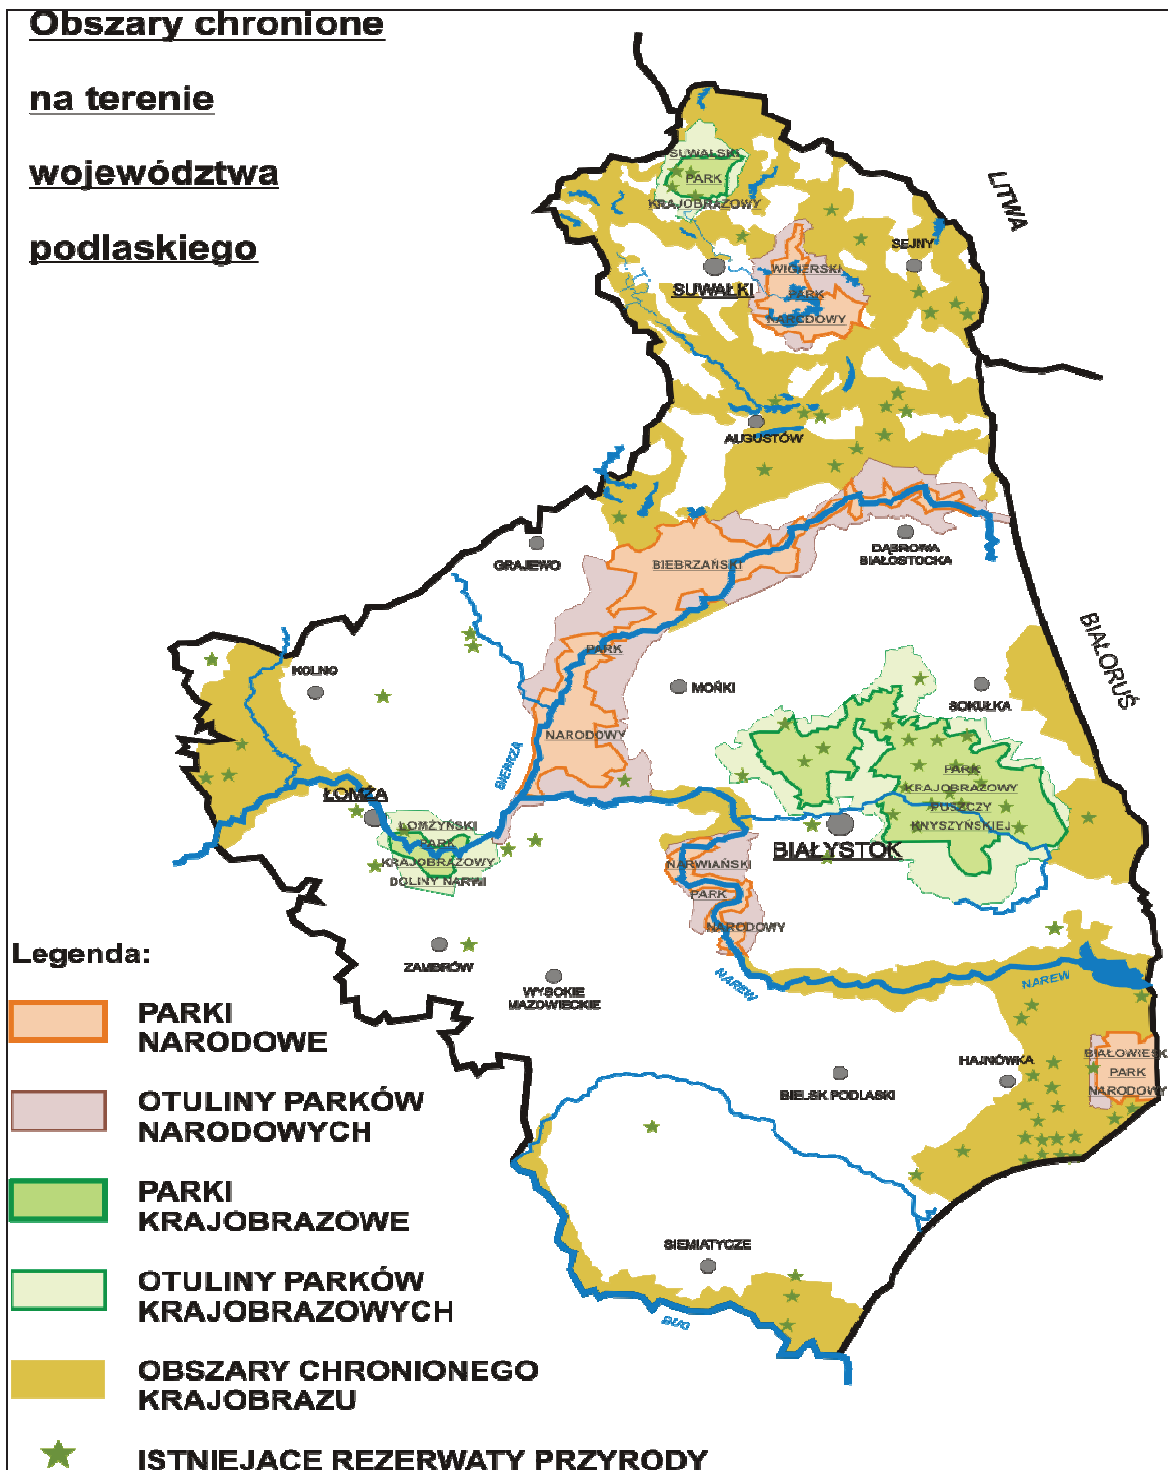 Obszary chronione
na terenie
województwa
podlaskiego
LITWA
SUWALSKI
PARK
KRAJOBRAZOWY
SEJNY
SUWAŁKI
WIGIERSKI
PARK
NARODOWY
AUGUSTÓW
GRAJEWO
DĄBROWA
BIAŁOSTOCKA
BIEBRZAŃSKI
PARK
NARODOWY
BIAŁORUŚ
KOLNO
MOŃKI
SOKÓŁKA
BIEBRZA
ŁOMŻA
ŁOMŻYŃSKI
PARK
KRAJOBRAZOWY
DOLINY NARWI
PARK
KRAJOBRAZOWY
PUSZCZY
KNYSZYŃSKIEJ
BIAŁYSTOK
NARWIAŃSKI
PARK
NARODOWY
ZAMBRÓW
WYSOKIE
MAZOWIECKIE
NAREW
NAREW
HAJNÓWKA
BIAŁOWIESK
PARK
NARODOWY
BIELSK PODLASKI
SIEMIATYCZE
BUG
Legenda:
PARKI
NARODOWE
OTULINY PARKÓW
NARODOWYCH
PARKI
KRAJOBRAZOWE
OTULINY PARKÓW
KRAJOBRAZOWYCH
OBSZARY CHRONIONEGO
KRAJOBRAZU
ISTNIEJACE REZERWATY PRZYRODY